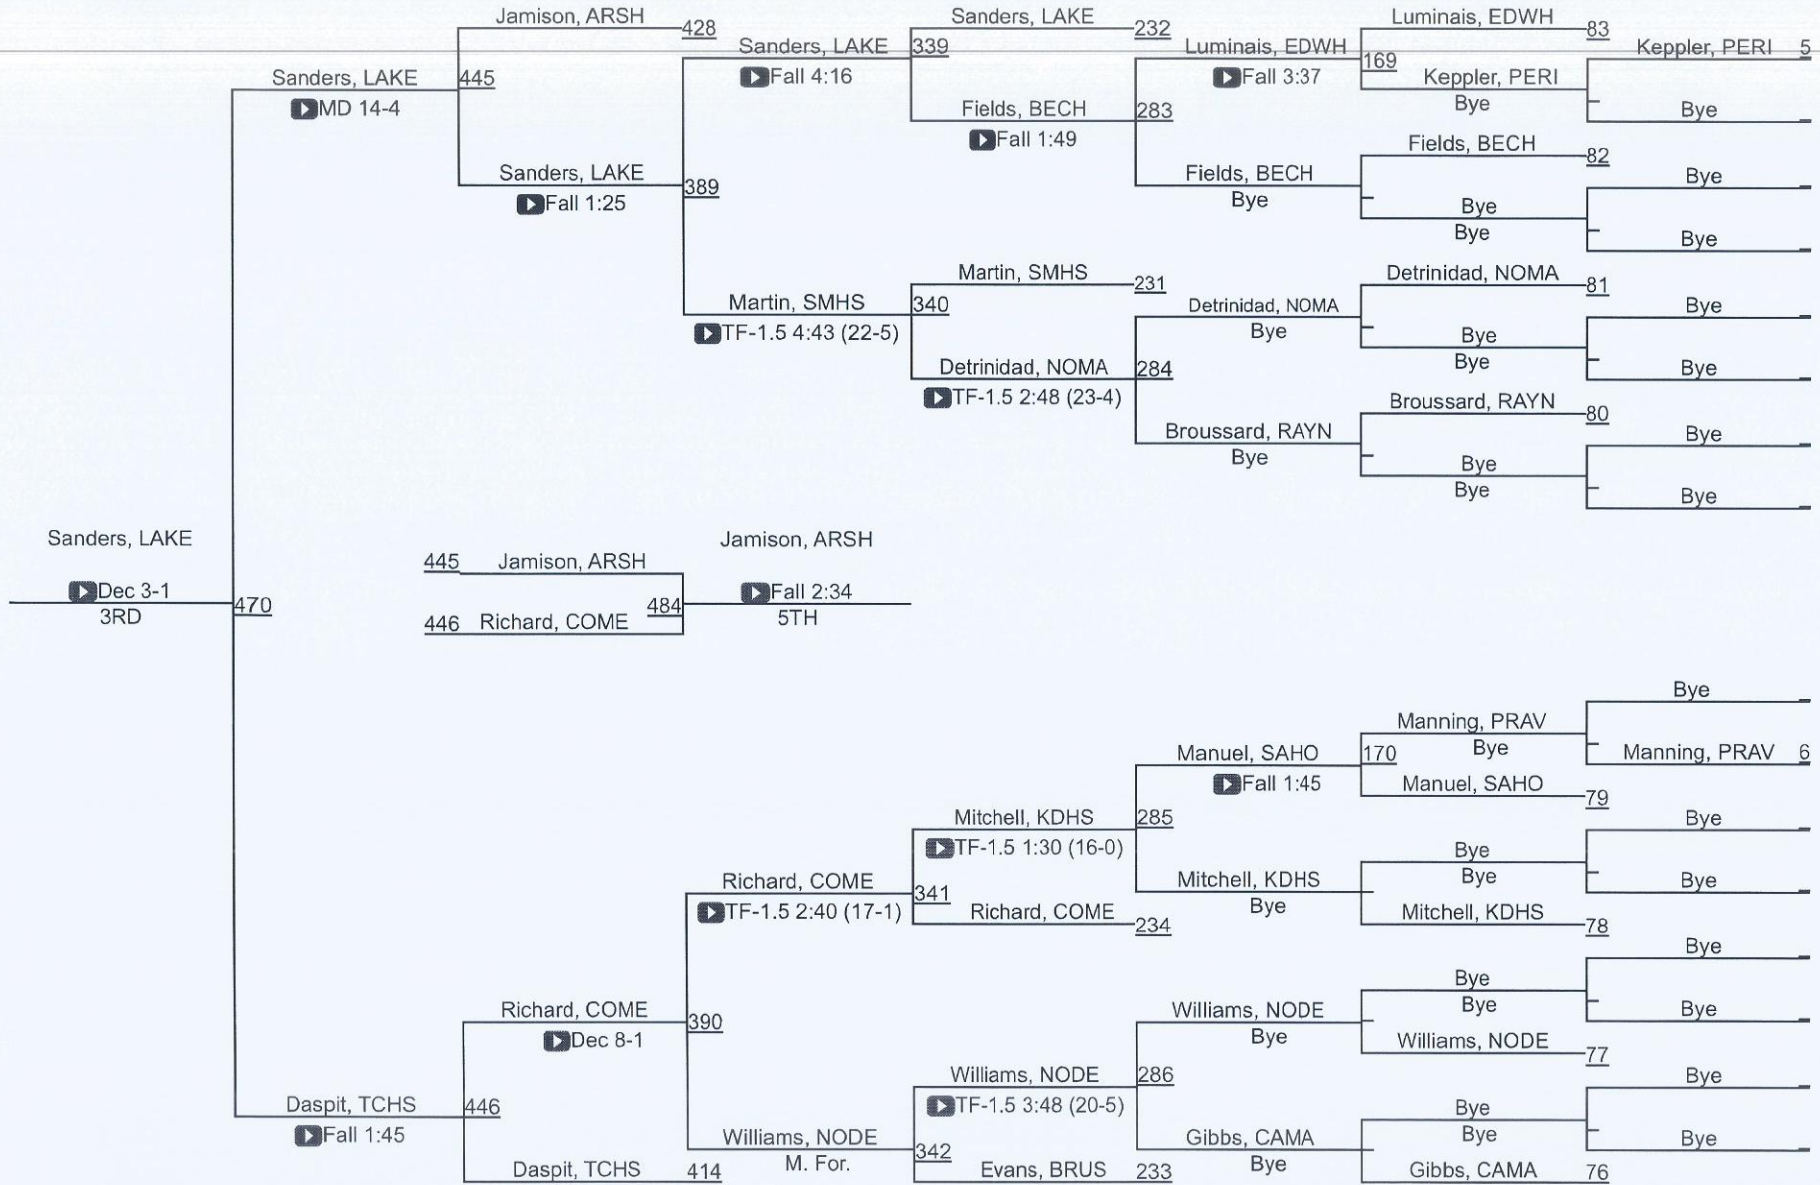 Jamison, ARSH 428
Sanders, LAKE 232
Luminais, EDWH 83
Sanders, LAKE 339
Luminais, EDWH 169
Keppler, PERI 5
Sanders, LAKE 445
Fall 4:16
Fall 3:37
Keppler, PERI
Bye
MD 14-4
Fields, BECH 283
Bye
Fall 1:49
Fields, BECH 82
Sanders, LAKE 389
Fields, BECH
Bye
Fall 1:25
Bye
Bye
Bye
Bye
Martin, SMHS 231
Detrinidad, NOMA 81
Martin, SMHS 340
Detrinidad, NOMA
Bye
TF-1.5 4:43 (22-5)
Bye
Bye
Bye
Detrinidad, NOMA 284
Bye
TF-1.5 2:48 (23-4)
Broussard, RAYN 80
Broussard, RAYN
Bye
Bye
Bye
Bye
Bye
Sanders, LAKE
Jamison, ARSH
445 Jamison, ARSH
Dec 3-1
Fall 2:34
3RD 470
484
5TH
446 Richard, COME
Bye
Manning, PRAV
Manuel, SAHO 170
Bye
Manning, PRAV 6
Fall 1:45
Manuel, SAHO 79
Mitchell, KDHS 285
Bye
TF-1.5 1:30 (16-0)
Bye
Richard, COME 341
Mitchell, KDHS
Bye
Bye
TF-1.5 2:40 (17-1)
Richard, COME 234
Bye
Mitchell, KDHS 78
Bye
Bye
Richard, COME 390
Williams, NODE
Bye
Bye
Dec 8-1
Bye
Williams, NODE 77
Williams, NODE 286
Bye
Daspit, TCHS 446
TF-1.5 3:48 (20-5)
Bye
Fall 1:45
Williams, NODE 342
Gibbs, CAMA
Bye
Bye
M. For.
Bye
Daspit, TCHS 414
Evans, BRUS 233
Gibbs, CAMA 76